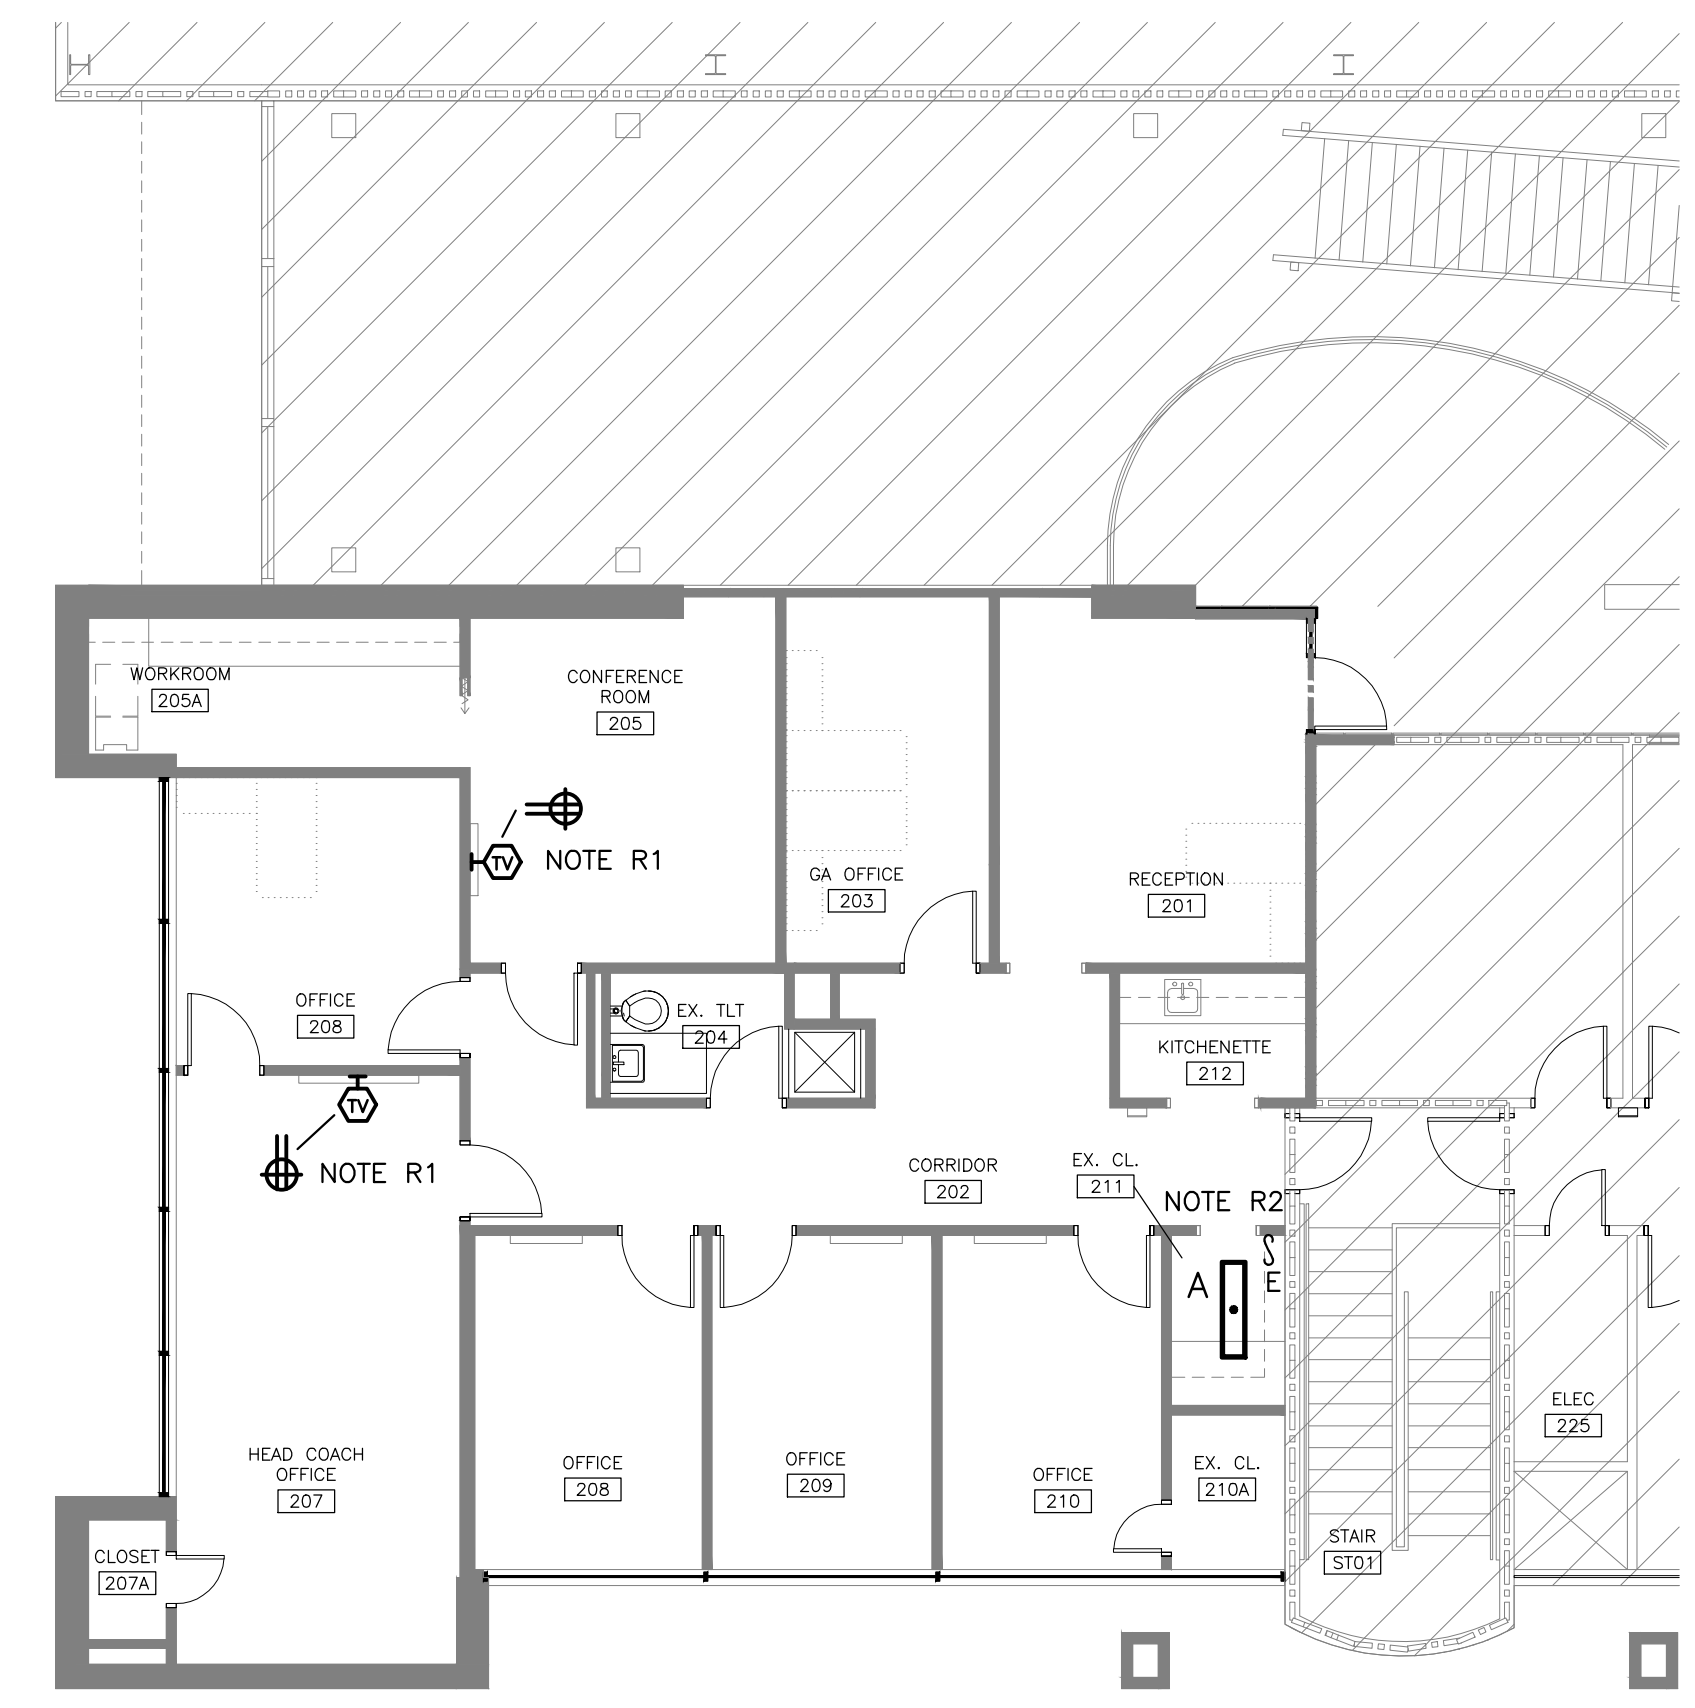 WORKROOM
205A
CONFERENCE
ROOM
205
TV
NOTE R1
GA OFFICE
203
RECEPTION
201
OFFICE
208
EX. TLT
204
KITCHENETTE
212
TV
NOTE R1
CORRIDOR
202
EX. CL.
211
NOTE R2
S
A
E
HEAD COACH
OFFICE
207
OFFICE
208
OFFICE
209
OFFICE
210
EX. CL.
210A
ELEC
225
CLOSET
207A
STAIR
ST01